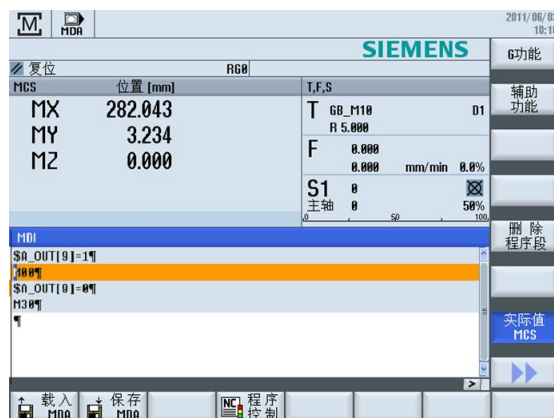 M MDA
2011/06/0
10:1
SIEMENS
G功能
复位 RG0
MCS 位置 [mm]
MX 282.043
MY 3.234
MZ 0.000
T,F,S
T GB_M10 D1
R 5.000
F 0.000
0.000 mm/min 0.0%
S1 0
主轴 0 50%
0 50 100
辅助
功能
删除
程序段
实际值
MCS
MDI
$A_OUT[9]=1¶
M00¶
$A_OUT[9]=0¶
M30¶
¶
载入
MDA
保存
MDA
NC 程序
控制